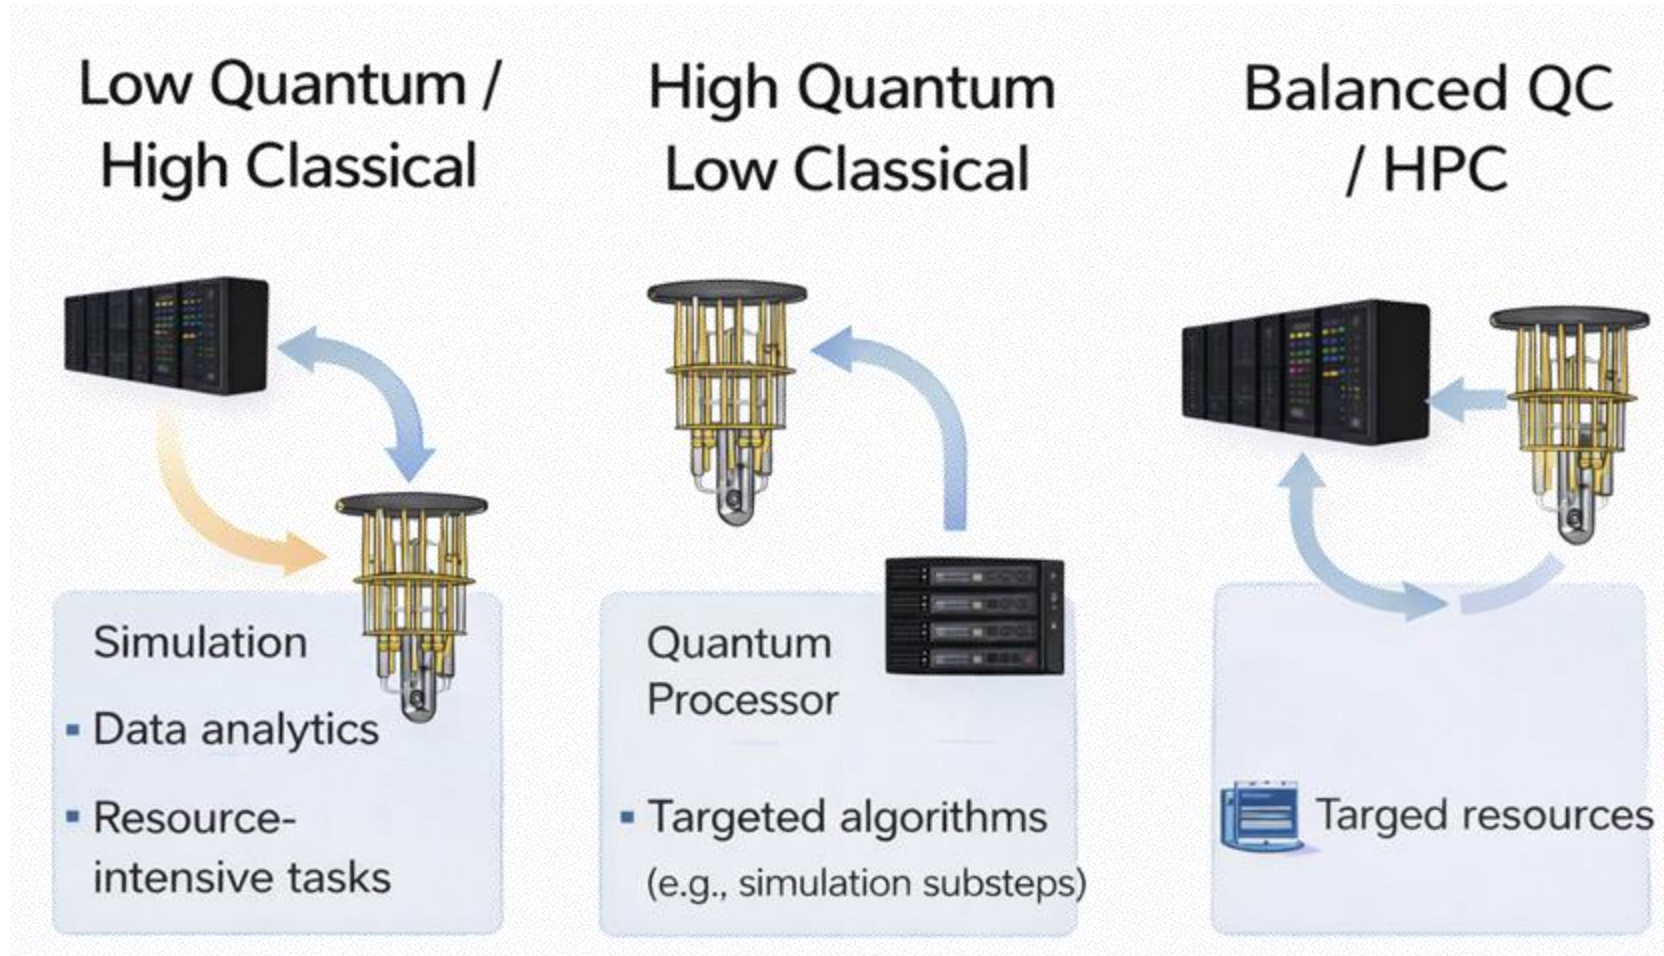 Low Quantum /
High Classical
High Quantum
Low Classical
Balanced QC
/ HPC
Simulation
▪ Data analytics
▪ Resource-
intensive tasks
Quantum
Processor
▪ Targeted algorithms
(e.g., simulation substeps)
Targed resources